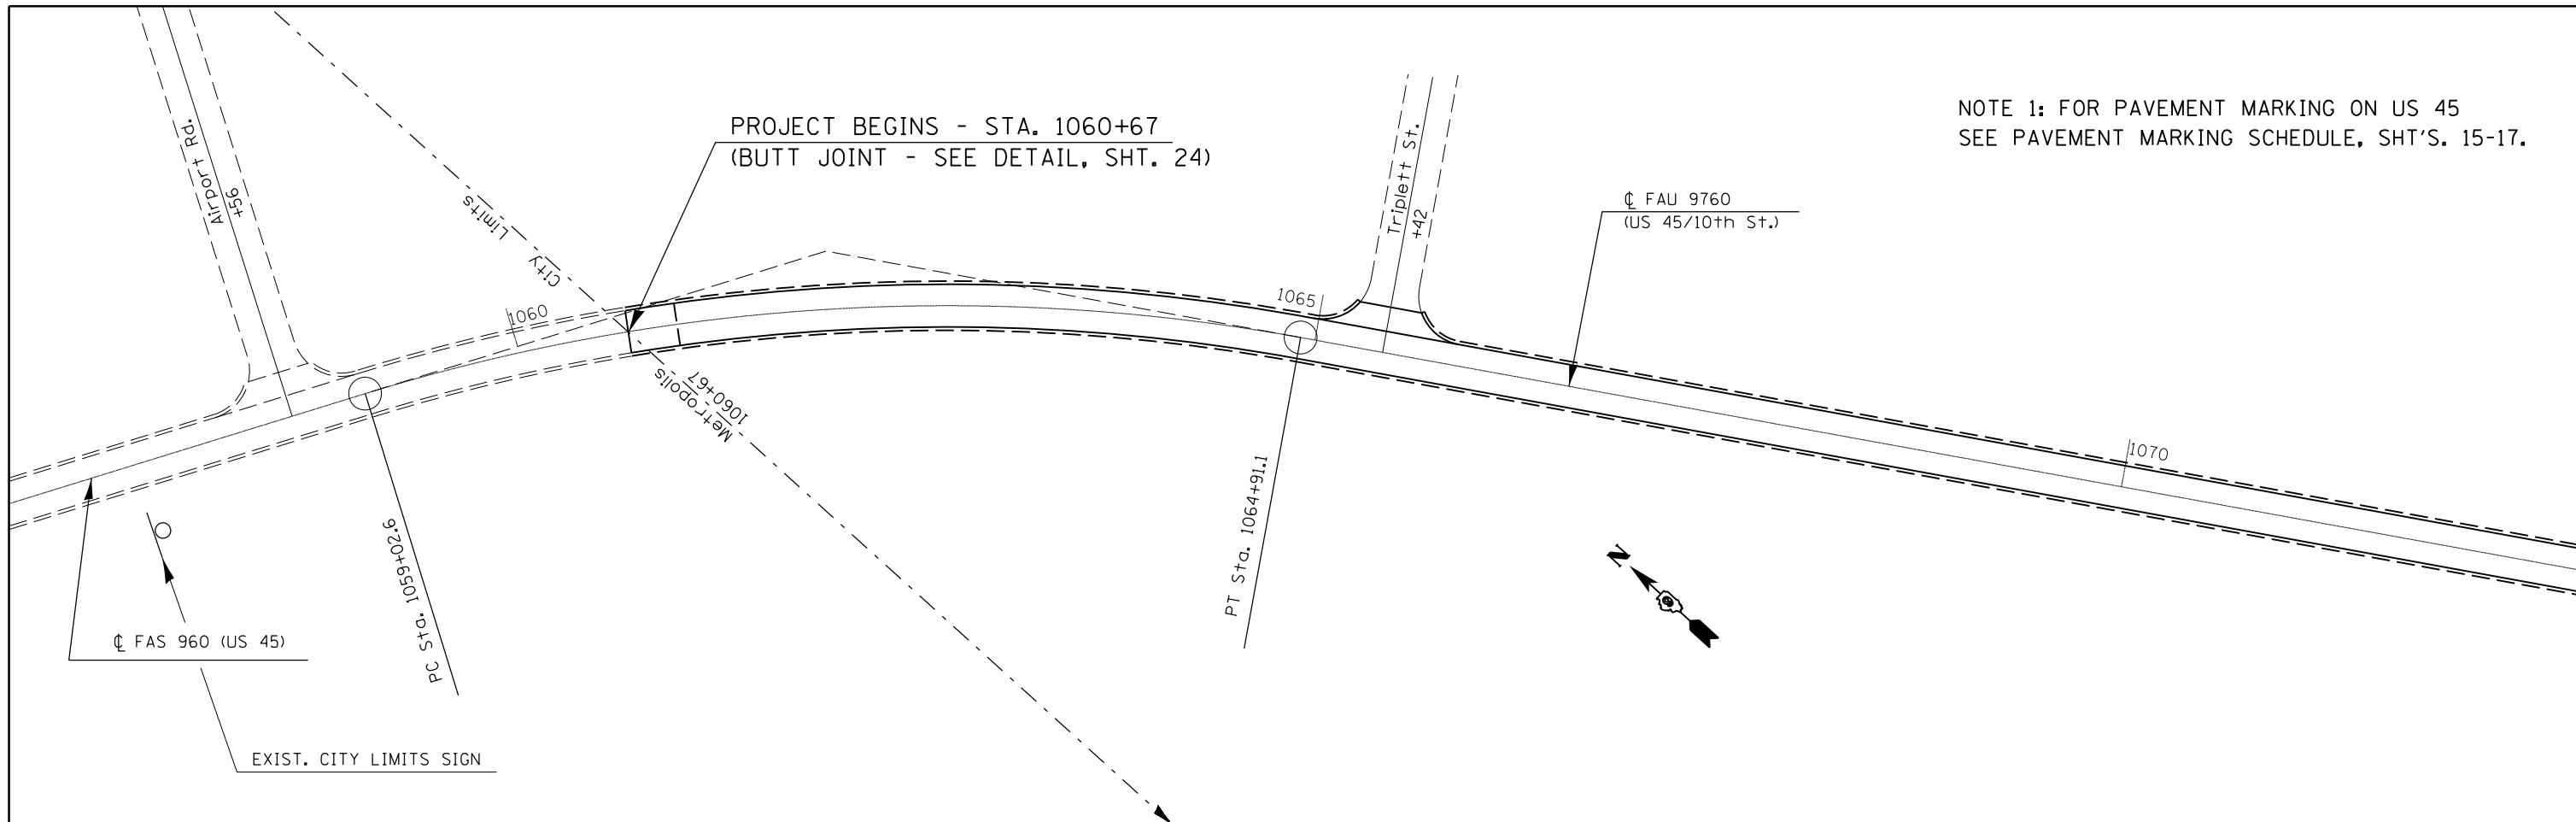 NOTE 1: FOR PAVEMENT MARKING ON US 45
SEE PAVEMENT MARKING SCHEDULE, SHT'S. 15-17.
PROJECT BEGINS - STA. 1060+67
(BUTT JOINT - SEE DETAIL, SHT. 24)
Airport Rd.
+56
City
Limits
1060
Triplett St.
+42
1065
℄ FAU 9760
(US 45/10th St.)
Metropolis
1060+67
1070
PC Sta. 1059+02.6
PT Sta. 1064+91.1
N
℄ FAS 960 (US 45)
EXIST. CITY LIMITS SIGN